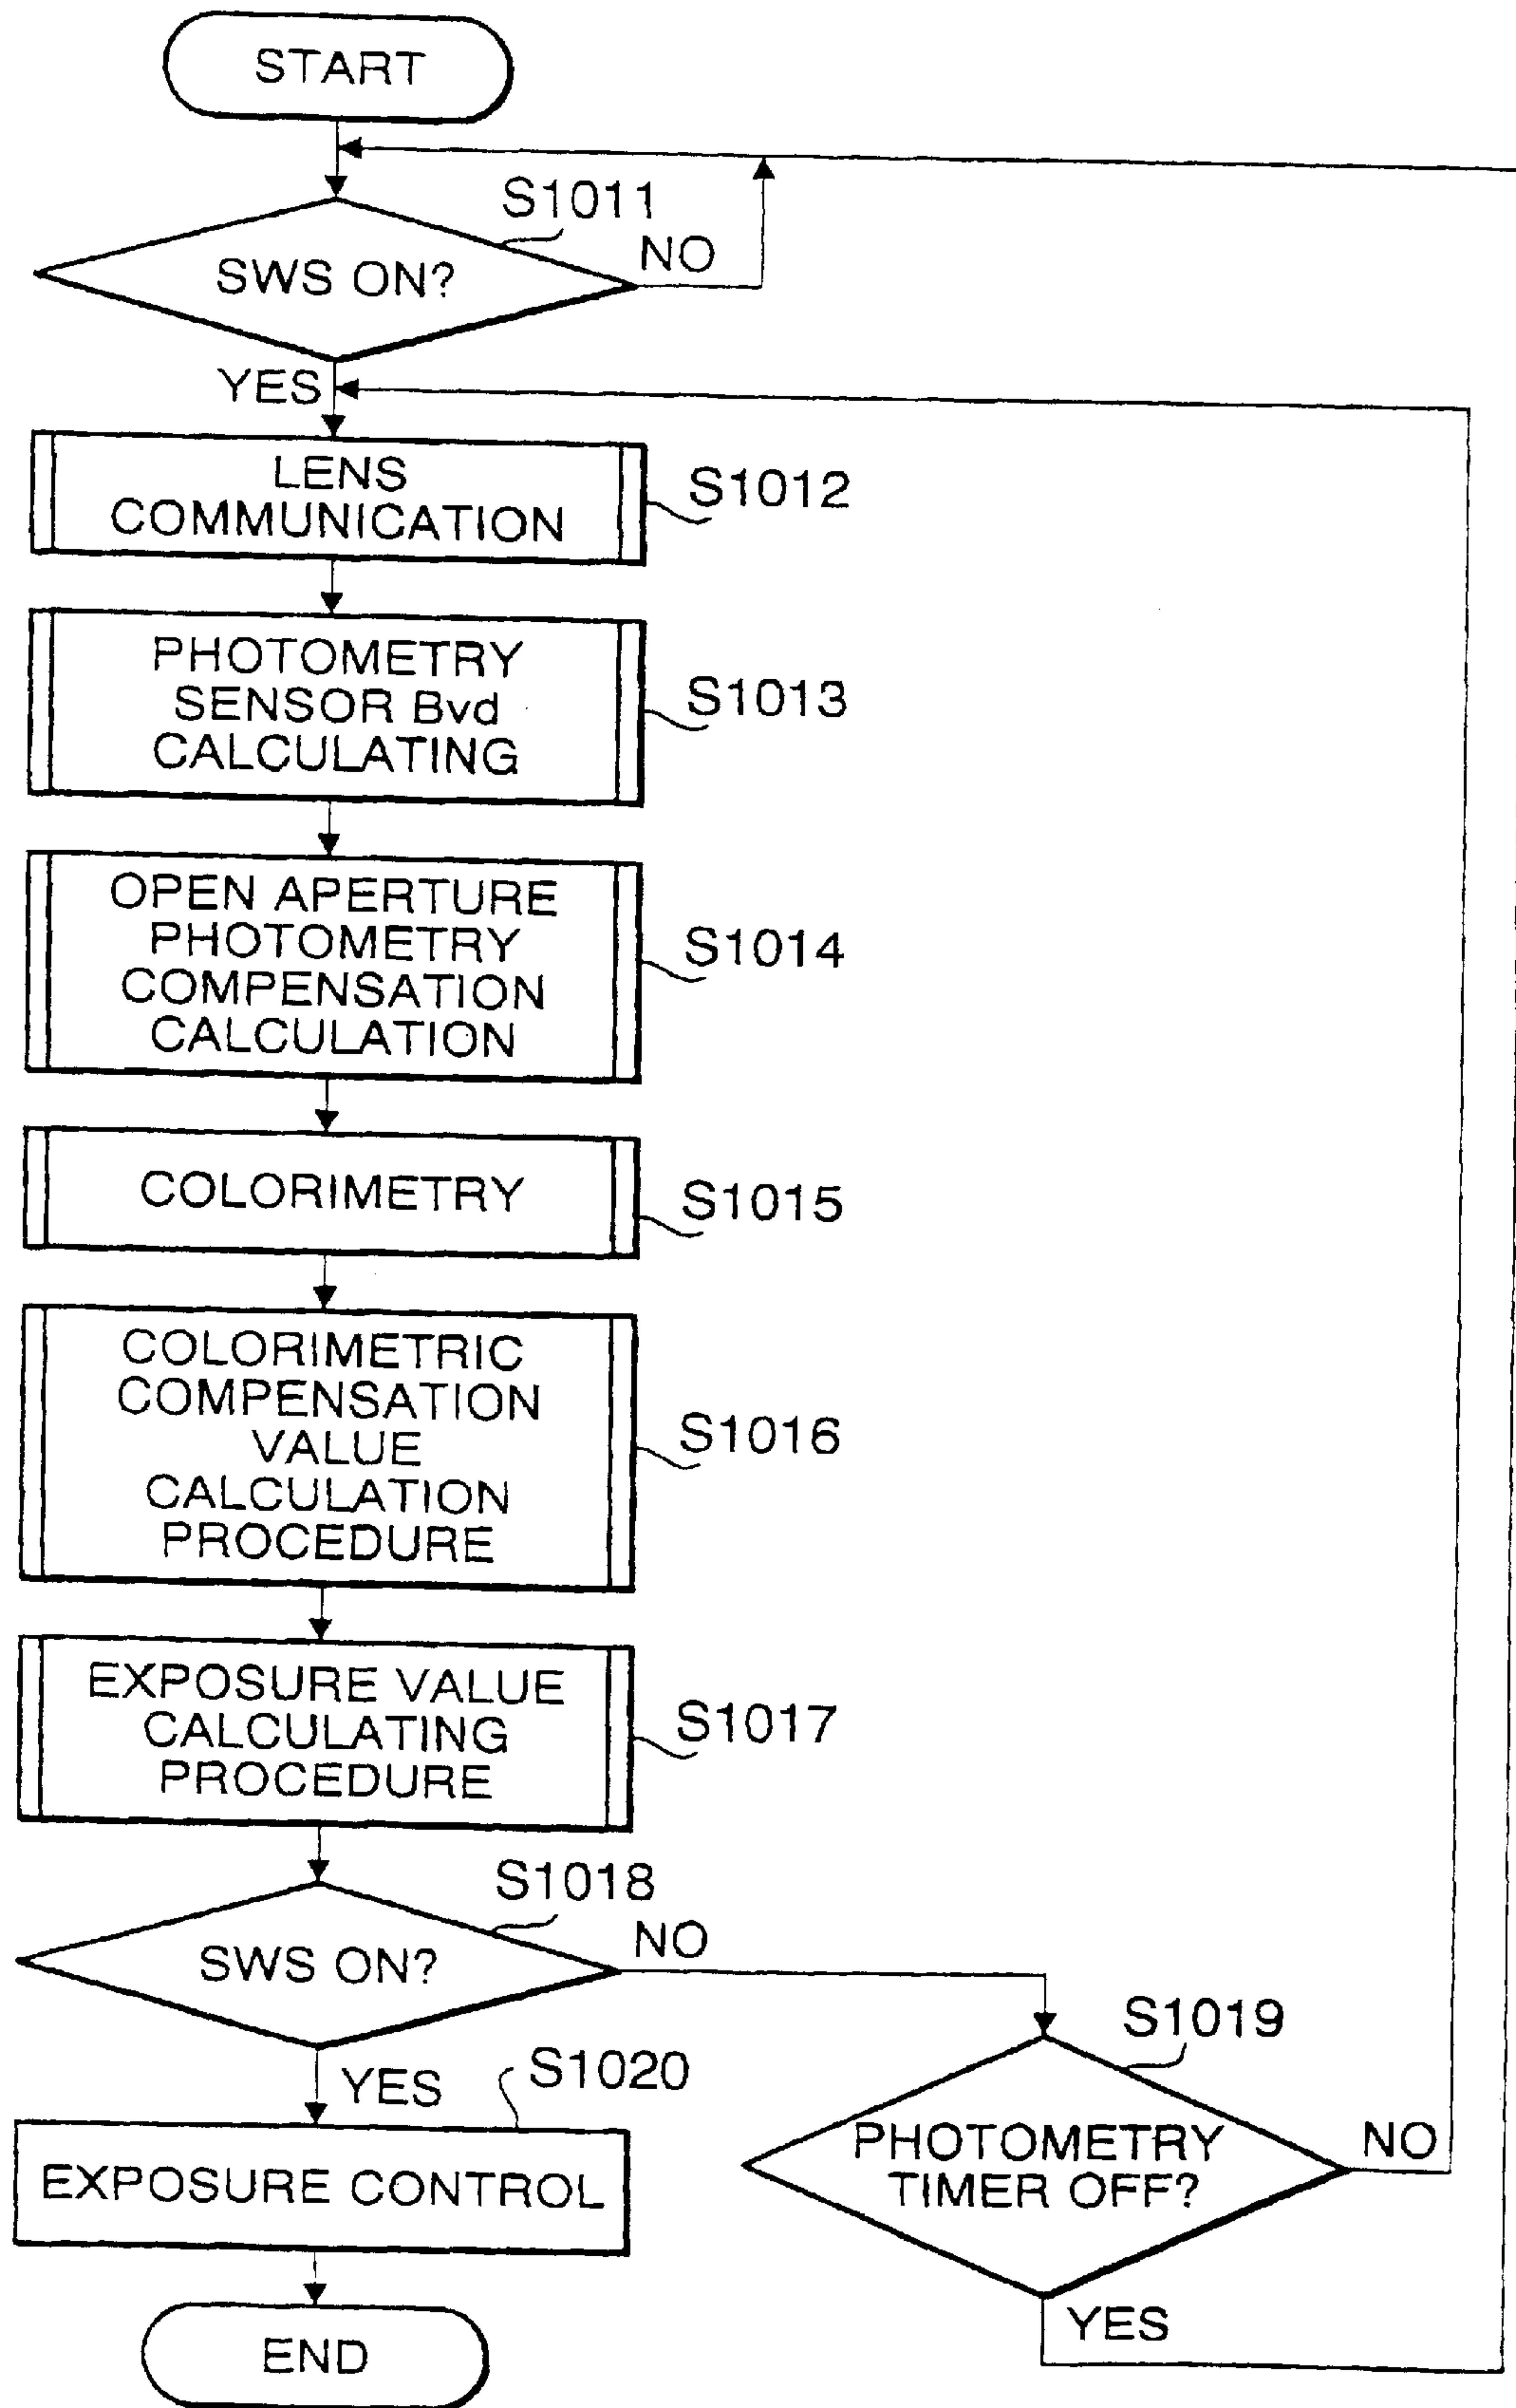 START
S1011
SWS ON?
NO
YES
LENS
COMMUNICATION
S1012
PHOTOMETRY
SENSOR Bvd
CALCULATING
S1013
OPEN APERTURE
PHOTOMETRY
COMPENSATION
CALCULATION
S1014
COLORIMETRY
S1015
COLORIMETRIC
COMPENSATION
VALUE
CALCULATION
PROCEDURE
S1016
EXPOSURE VALUE
CALCULATING
PROCEDURE
S1017
S1018
SWS ON?
NO
YES
S1019
PHOTOMETRY
TIMER OFF?
NO
YES
S1020
EXPOSURE CONTROL
END